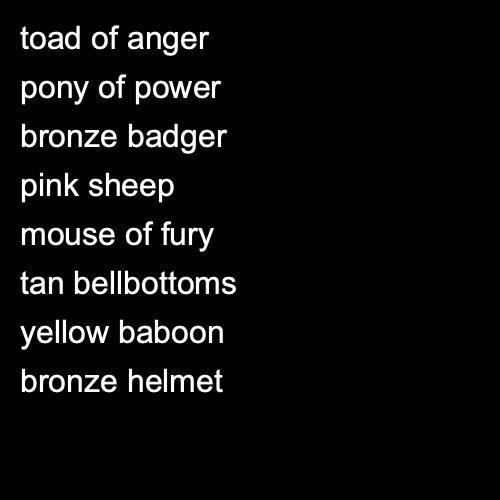 toad of anger
pony of power
bronze badger
pink sheep
mouse of fury
tan bellbottoms
yellow baboon
bronze helmet